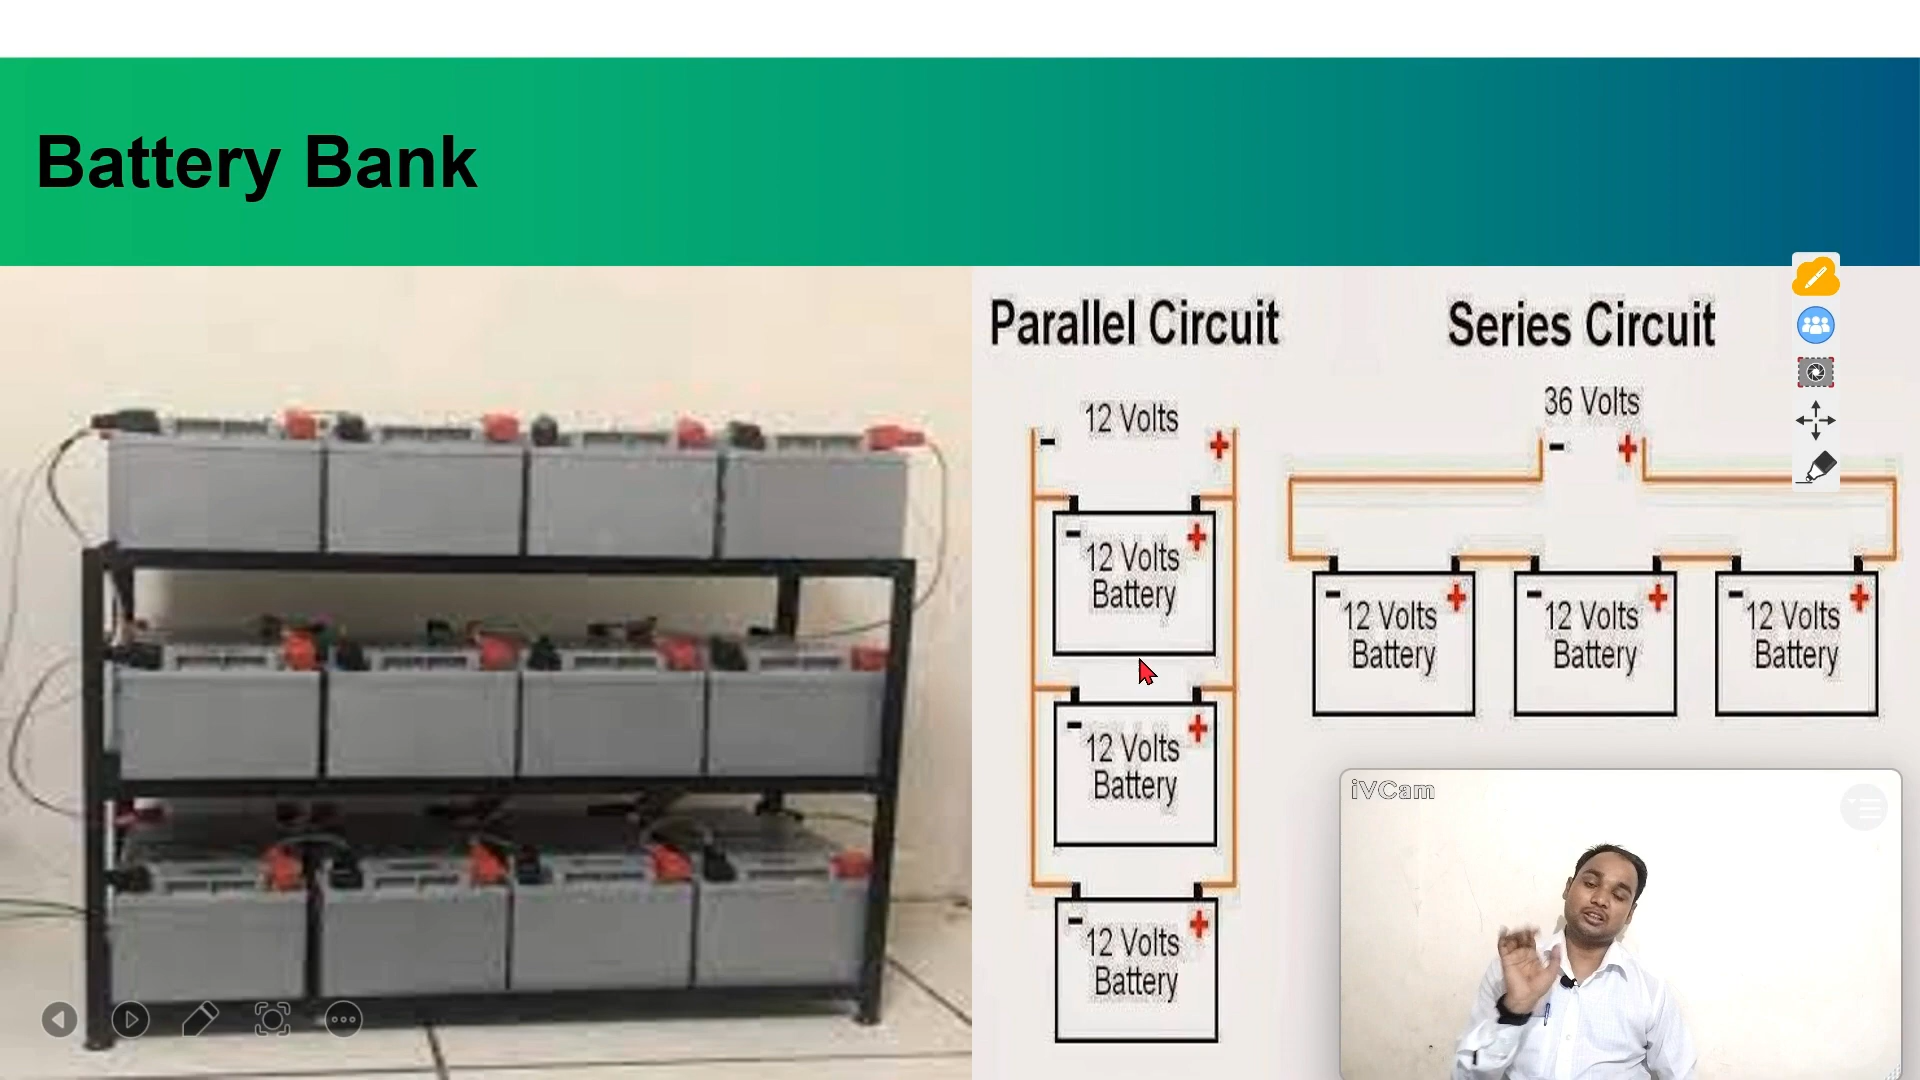 Battery Bank
Parallel Circuit
Series Circuit
12 Volts
- +
- +
12 Volts
Battery
- +
12 Volts
Battery
- +
12 Volts
Battery
36 Volts
- +
- +
12 Volts
Battery
- +
12 Volts
Battery
- +
12 Volts
Battery
iVCam